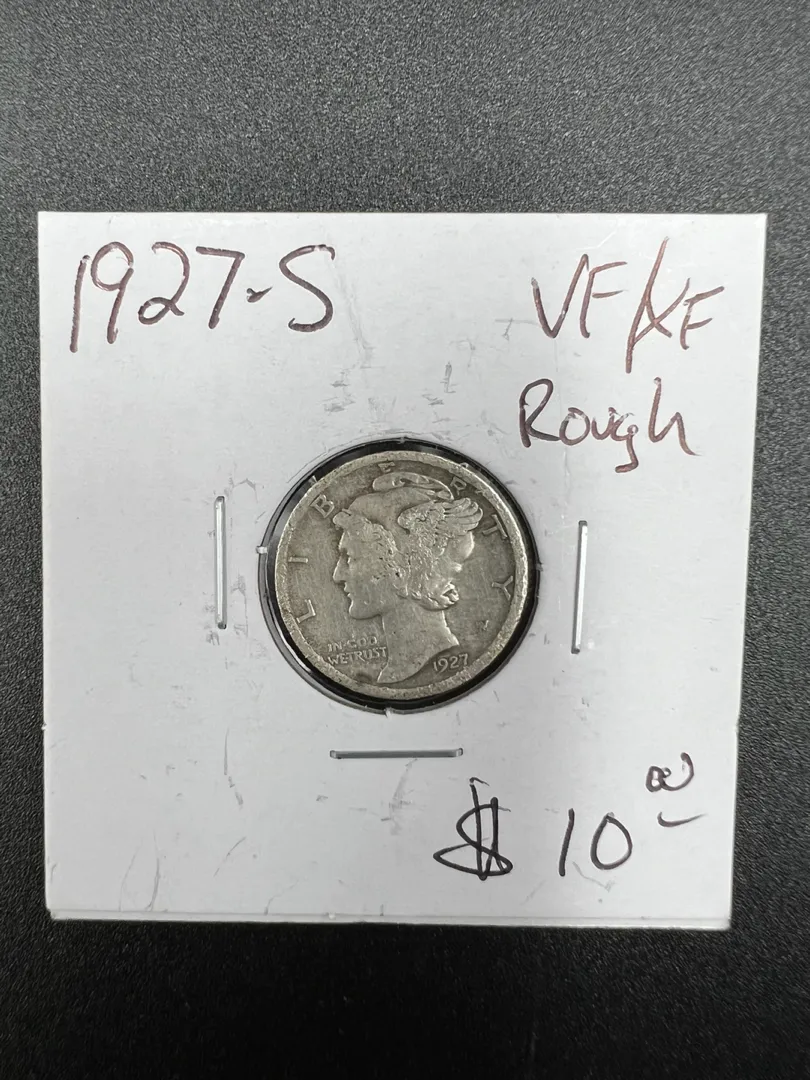 1927-S
VF/XF
Rough
LIBERTY
IN GOD
WE TRUST
1927
$10.00